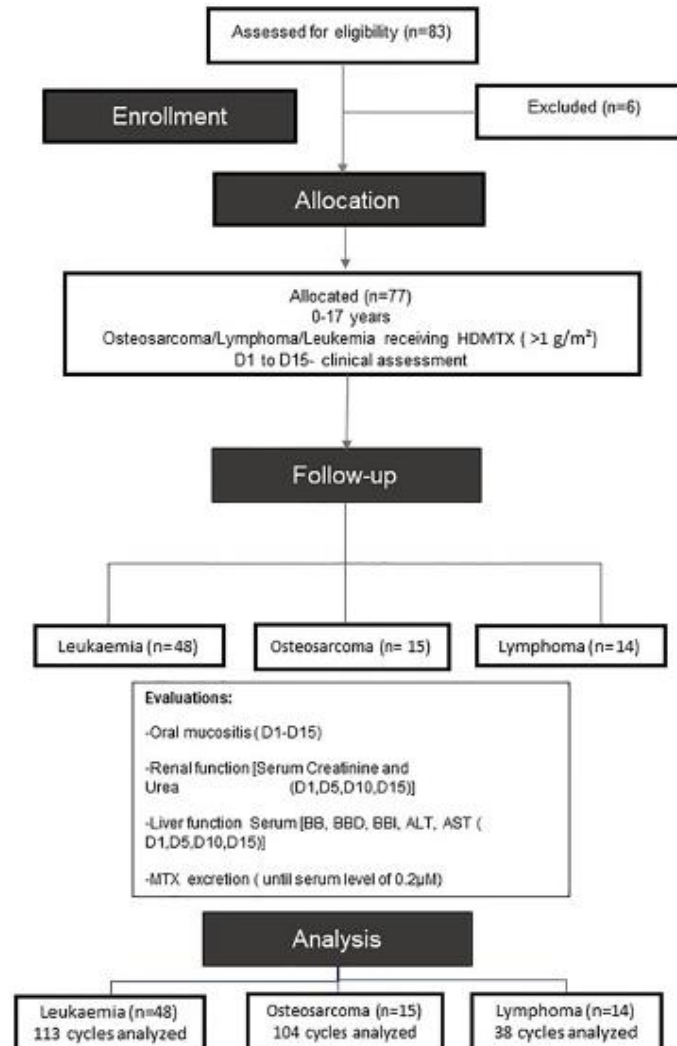 Assessed for eligibility (n=83)
Enrollment
Excluded (n=6)
Allocation
Allocated (n=77)
0-17 years
Osteosarcoma/Lymphoma/Leukemia receiving HDMTX ( >1 g/m²)
D1 to D15- clinical assessment
Follow-up
Leukaemia (n=48)
Osteosarcoma (n= 15)
Lymphoma (n=14)
Evaluations:
-Oral mucositis ( D1-D15)
-Renal function [Serum Creatinine and
Urea (D1,D5,D10,D15)]
-Liver function Serum [BB, BBD, BBI, ALT, AST (
D1,D5,D10,D15)]
-MTX excretion ( until serum level of 0.2µM)
Analysis
Leukaemia (n=48)
113 cycles analyzed
Osteosarcoma (n=15)
104 cycles analyzed
Lymphoma (n=14)
38 cycles analyzed